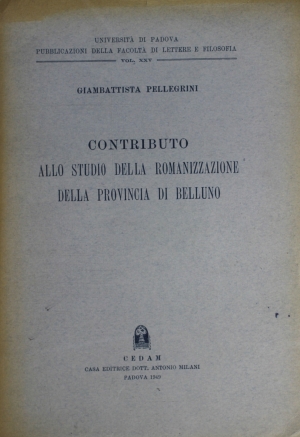 UNIVERSITÀ DI PADOVA
PUBBLICAZIONI DELLA FACOLTÀ DI LETTERE E FILOSOFIA
VOL. XXV
GIAMBATTISTA PELLEGRINI
CONTRIBUTO
ALLO STUDIO DELLA ROMANIZZAZIONE
DELLA PROVINCIA DI BELLUNO
CEDAM
CASA EDITRICE DOTT. ANTONIO MILANI
PADOVA 1949